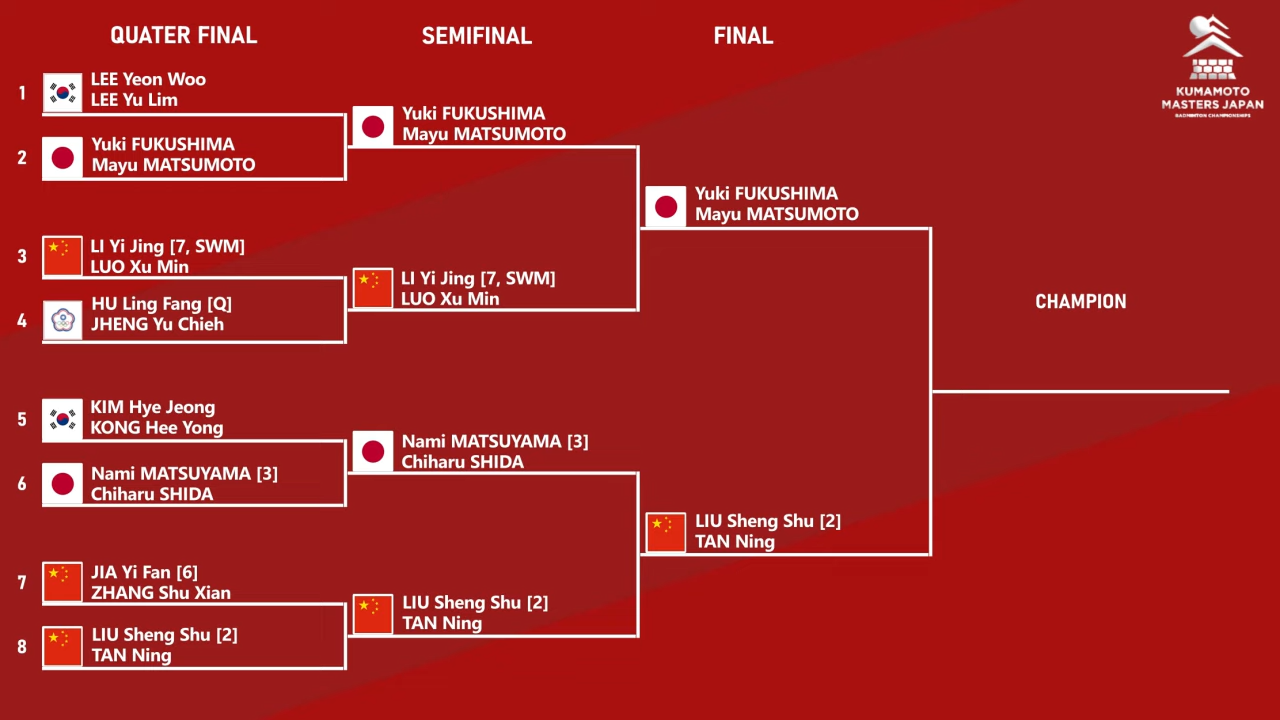 QUATER FINAL
SEMIFINAL
FINAL
KUMAMOTO
MASTERS JAPAN
BADMINTON CHAMPIONSHIPS
1
LEE Yeon Woo
LEE Yu Lim
2
Yuki FUKUSHIMA
Mayu MATSUMOTO
3
LI Yi Jing [7, SWM]
LUO Xu Min
4
HU Ling Fang [Q]
JHENG Yu Chieh
5
KIM Hye Jeong
KONG Hee Yong
6
Nami MATSUYAMA [3]
Chiharu SHIDA
7
JIA Yi Fan [6]
ZHANG Shu Xian
8
LIU Sheng Shu [2]
TAN Ning
Yuki FUKUSHIMA
Mayu MATSUMOTO
LI Yi Jing [7, SWM]
LUO Xu Min
Nami MATSUYAMA [3]
Chiharu SHIDA
LIU Sheng Shu [2]
TAN Ning
Yuki FUKUSHIMA
Mayu MATSUMOTO
LIU Sheng Shu [2]
TAN Ning
CHAMPION